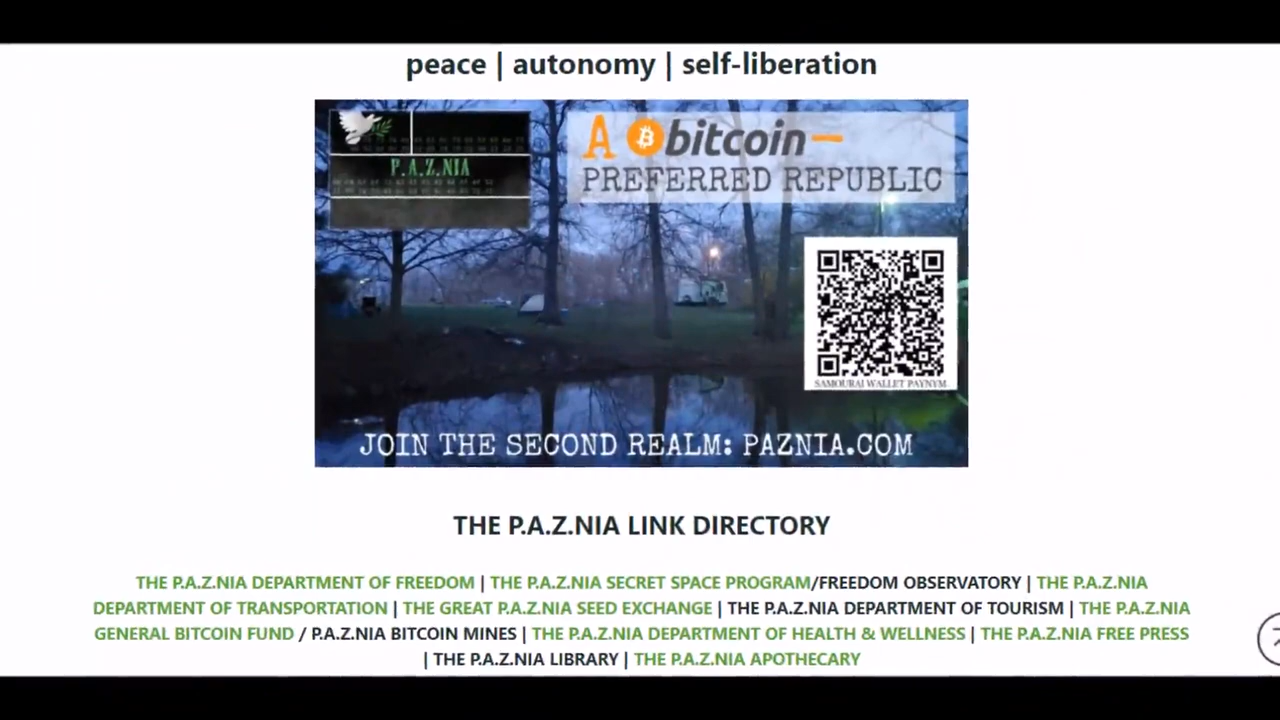 peace | autonomy | self-liberation
P.A.Z.NIA
A bitcoin-
PREFERRED REPUBLIC
SAMOURAI WALLET PAYNYM
JOIN THE SECOND REALM: PAZNIA.COM
THE P.A.Z.NIA LINK DIRECTORY
THE P.A.Z.NIA DEPARTMENT OF FREEDOM | THE P.A.Z.NIA SECRET SPACE PROGRAM/FREEDOM OBSERVATORY | THE P.A.Z.NIA
DEPARTMENT OF TRANSPORTATION | THE GREAT P.A.Z.NIA SEED EXCHANGE | THE P.A.Z.NIA DEPARTMENT OF TOURISM | THE P.A.Z.NIA
GENERAL BITCOIN FUND / P.A.Z.NIA BITCOIN MINES | THE P.A.Z.NIA DEPARTMENT OF HEALTH & WELLNESS | THE P.A.Z.NIA FREE PRESS
| THE P.A.Z.NIA LIBRARY | THE P.A.Z.NIA APOTHECARY